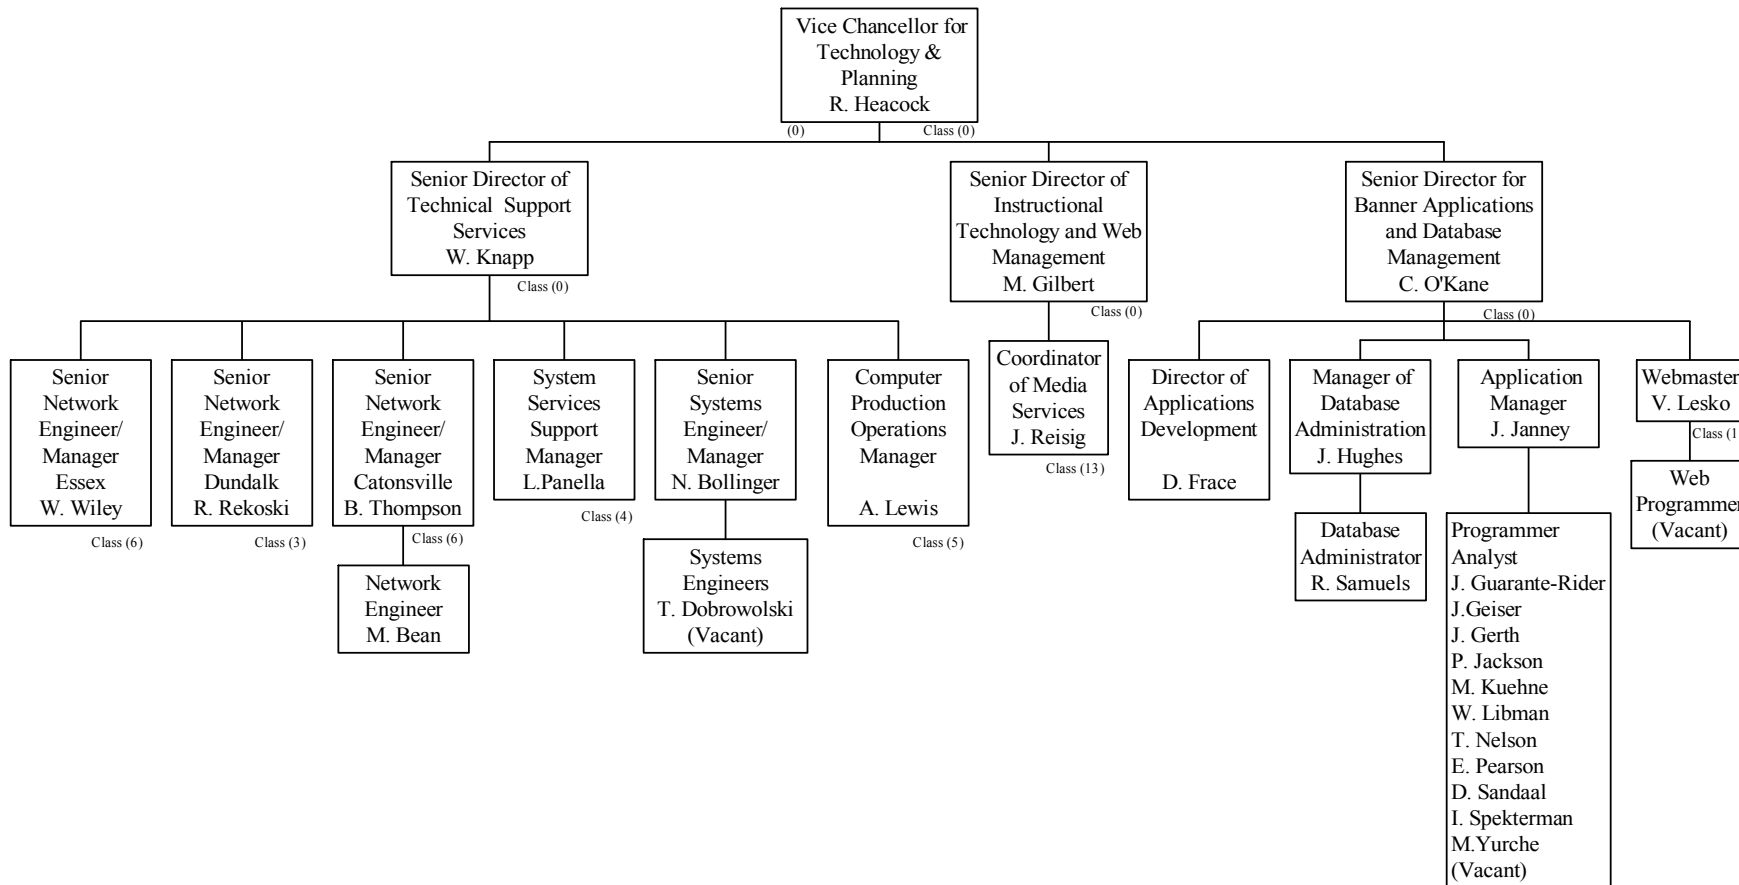 Vice Chancellor for
Technology &
Planning
R. Heacock
(0)
Class (0)
Senior Director of
Technical Support
Services
W. Knapp
Class (0)
Senior Director of
Instructional
Technology and Web
Management
M. Gilbert
Class (0)
Senior Director for
Banner Applications
and Database
Management
C. O'Kane
Class (0)
Senior
Network
Engineer/
Manager
Essex
W. Wiley
Class (6)
Senior
Network
Engineer/
Manager
Dundalk
R. Rekoski
Class (3)
Senior
Network
Engineer/
Manager
Catonsville
B. Thompson
Class (6)
Network
Engineer
M. Bean
System
Services
Support
Manager
L.Panella
Class (4)
Senior
Systems
Engineer/
Manager
N. Bollinger
Systems
Engineers
T. Dobrowolski
(Vacant)
Computer
Production
Operations
Manager
A. Lewis
Class (5)
Coordinator
of Media
Services
J. Reisig
Class (13)
Director of
Applications
Development
D. Frace
Manager of
Database
Administration
J. Hughes
Database
Administrator
R. Samuels
Application
Manager
J. Janney
Programmer
Analyst
J. Guarante-Rider
J.Geiser
J. Gerth
P. Jackson
M. Kuehne
W. Libman
T. Nelson
E. Pearson
D. Sandaal
I. Spekterman
M.Yurche
(Vacant)
Webmaster
V. Lesko
Class (1
Web
Programmer
(Vacant)